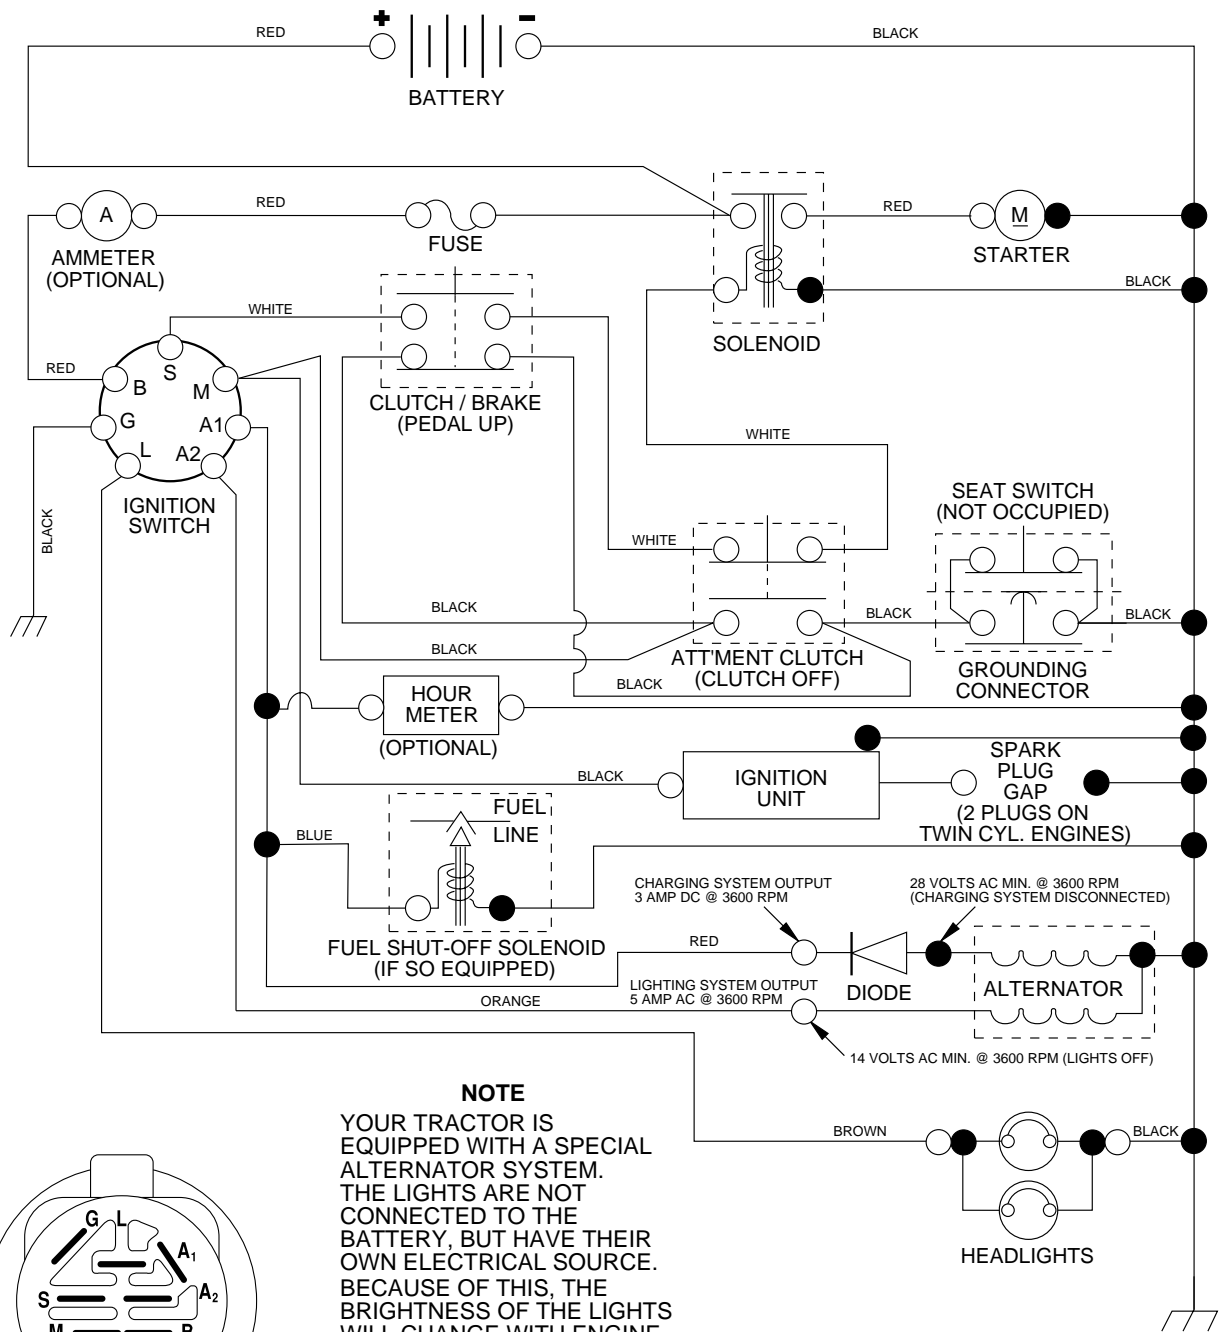 + -
RED
BLACK
BATTERY
A
RED
RED
M
AMMETER
(OPTIONAL)
FUSE
STARTER
BLACK
WHITE
SOLENOID
RED
S
B
M
G
A1
L
A2
CLUTCH / BRAKE
(PEDAL UP)
WHITE
IGNITION
SWITCH
BLACK
SEAT SWITCH
(NOT OCCUPIED)
WHITE
BLACK
BLACK
BLACK
BLACK
ATT'MENT CLUTCH
(CLUTCH OFF)
BLACK
GROUNDING
CONNECTOR
HOUR
METER
(OPTIONAL)
BLACK
IGNITION
UNIT
SPARK
PLUG
GAP
(2 PLUGS ON
TWIN CYL. ENGINES)
FUEL
LINE
BLUE
CHARGING SYSTEM OUTPUT
3 AMP DC @ 3600 RPM
28 VOLTS AC MIN. @ 3600 RPM
(CHARGING SYSTEM DISCONNECTED)
FUEL SHUT-OFF SOLENOID
(IF SO EQUIPPED)
RED
LIGHTING SYSTEM OUTPUT
5 AMP AC @ 3600 RPM
DIODE
ALTERNATOR
ORANGE
14 VOLTS AC MIN. @ 3600 RPM (LIGHTS OFF)
NOTE
YOUR TRACTOR IS
EQUIPPED WITH A SPECIAL
ALTERNATOR SYSTEM.
THE LIGHTS ARE NOT
CONNECTED TO THE
BATTERY, BUT HAVE THEIR
OWN ELECTRICAL SOURCE.
BECAUSE OF THIS, THE
BRIGHTNESS OF THE LIGHTS
WILL CHANGE WITH ENGINE
BROWN
BLACK
HEADLIGHTS
G
L
A1
A2
S
M
B